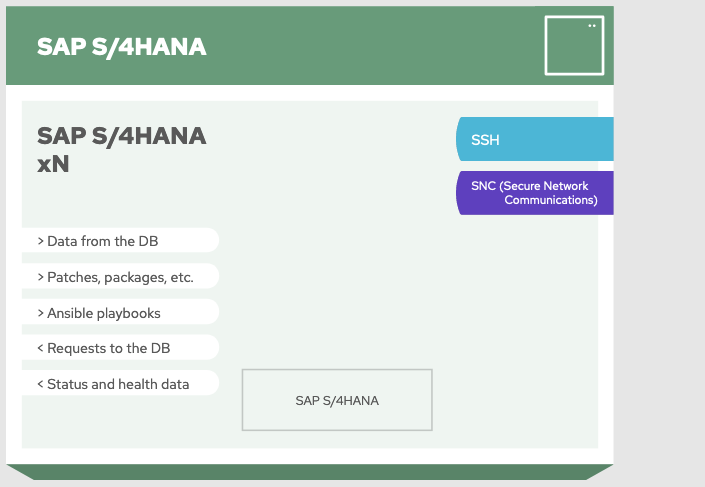 SAP S/4HANA
SAP S/4HANA
xN
SSH
SNC (Secure Network
Communications)
> Data from the DB
> Patches, packages, etc.
> Ansible playbooks
< Requests to the DB
< Status and health data
SAP S/4HANA